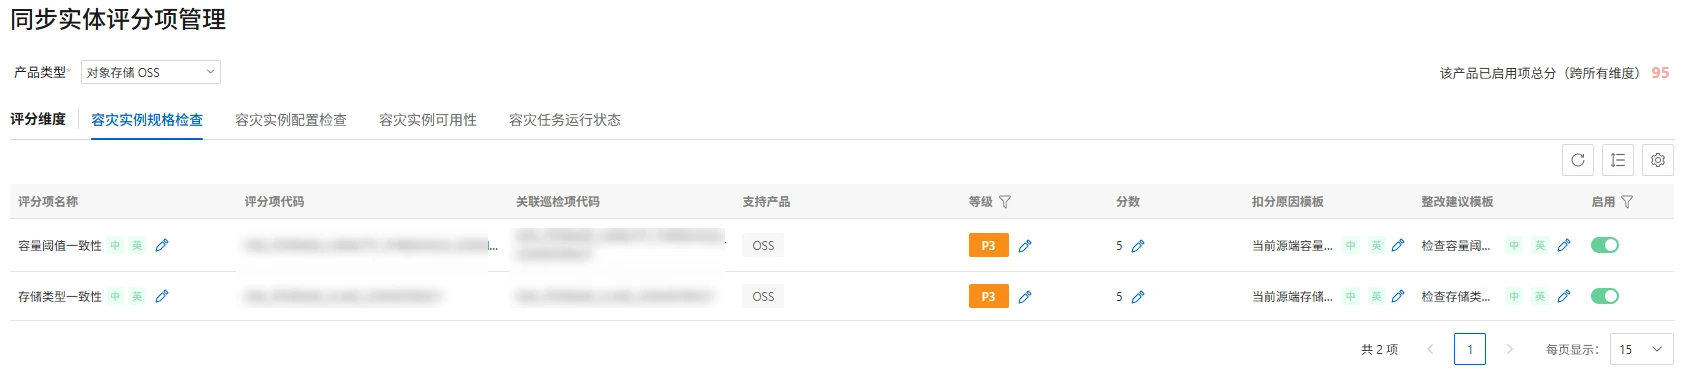 同步实体评分项管理
产品类型* 对象存储 OSS
该产品已启用项总分（跨所有维度） 95
评分维度 容灾实例规格检查 容灾实例配置检查 容灾实例可用性 容灾任务运行状态
评分项名称 评分项代码 关联巡检项代码 支持产品 等级 分数 扣分原因模板 整改建议模板 启用
容量阈值一致性 中 英 OSS P3 5 当前源端容量... 中 英 检查容量阈... 中 英
存储类型一致性 中 英 OSS P3 5 当前源端存储... 中 英 检查存储类... 中 英
共 2 项 1 每页显示： 15